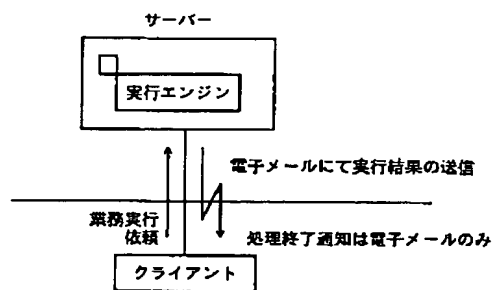 サーバー
実行エンジン
電子メールにて実行結果の送信
業務実行
依頼
処理終了通知は電子メールのみ
クライアント